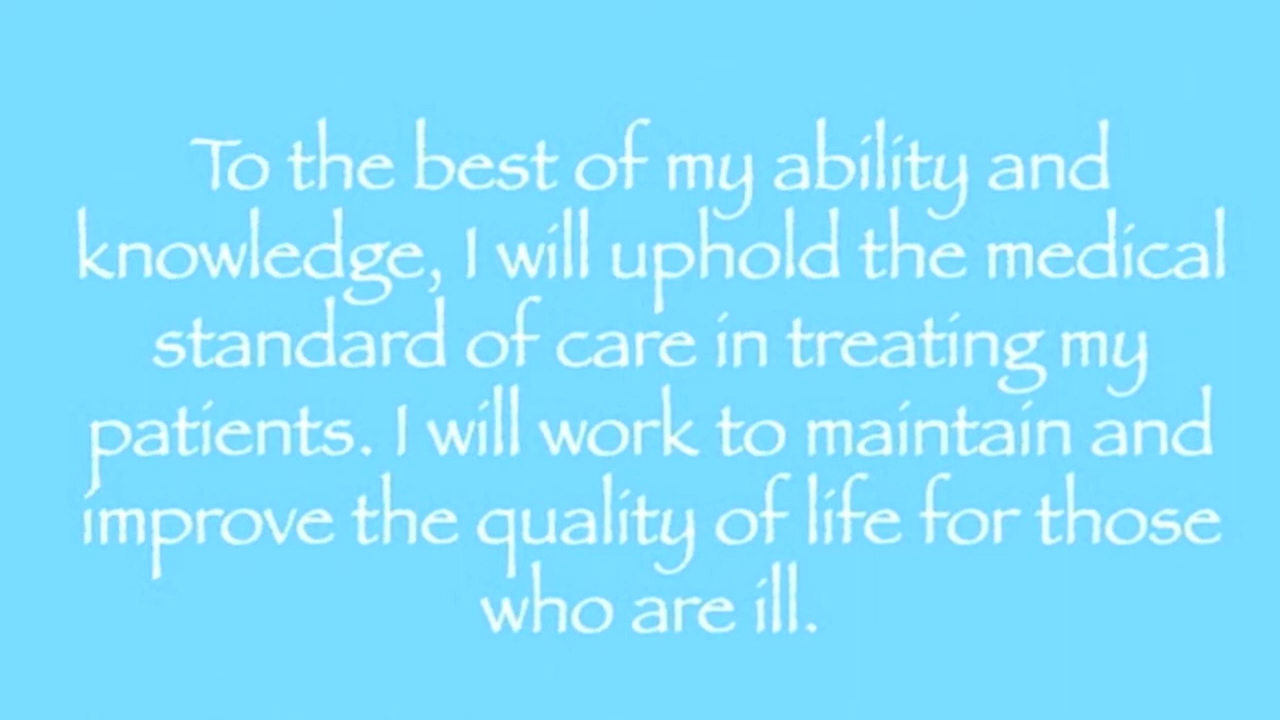 To the best of my ability and
knowledge, I will uphold the medical
standard of care in treating my
patients. I will work to maintain and
improve the quality of life for those
who are ill.